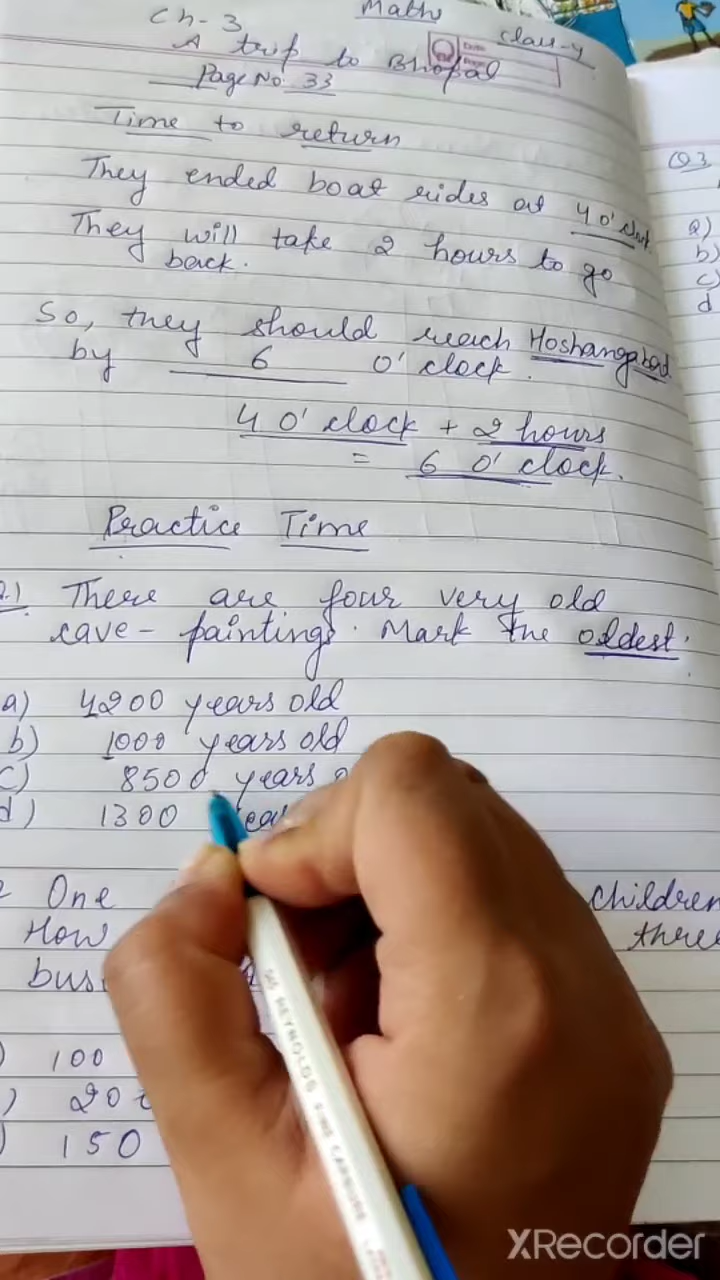 Ch-3 Maths Class-4
A trip to Bhopal
Page No. 33
Time to return
They ended boat rides at 4 O'clock
They will take 2 hours to go
back.
So, they should reach Hoshangabad
by 6 O'clock.
4 O'clock + 2 hours
= 6 O'clock.
Practice Time
There are four very old
cave-paintings. Mark the oldest.
a) 4200 years old
b) 1000 years old
c) 8500 years
d) 1300
One children
How three
bus
100
150
Q3
a)
b)
c)
d
REYNOLDS FINE CARBURE
XRecorder